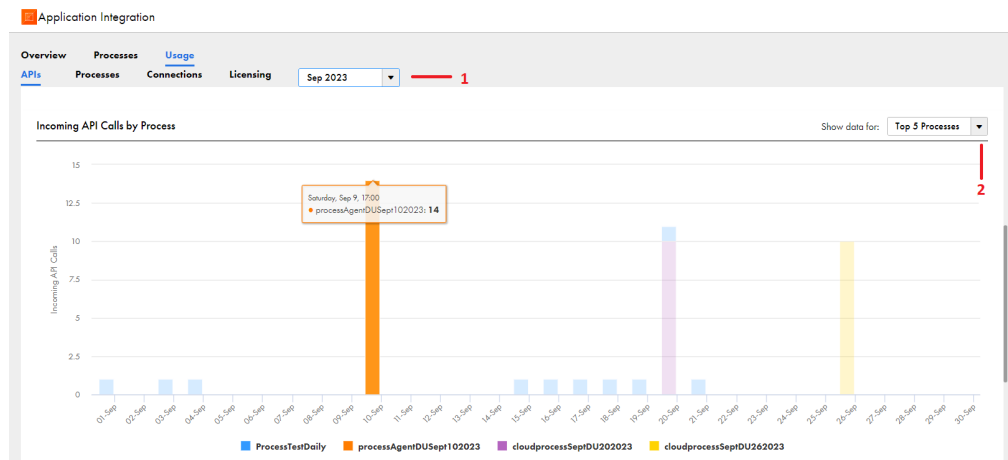 Application Integration
Overview Processes Usage
APIs Processes Connections Licensing Sep 2023 1
Incoming API Calls by Process Show data for: Top 5 Processes
2
15
12.5
10
7.5
5
2.5
0
Incoming API Calls
Saturday, Sep 9, 17:00
processAgentDUSept102023: 14
01-Sep 02-Sep 03-Sep 04-Sep 05-Sep 06-Sep 07-Sep 08-Sep 09-Sep 10-Sep 11-Sep 12-Sep 13-Sep 14-Sep 15-Sep 16-Sep 17-Sep 18-Sep 19-Sep 20-Sep 21-Sep 22-Sep 23-Sep 24-Sep 25-Sep 26-Sep 27-Sep 28-Sep 29-Sep 30-Sep
ProcessTestDaily processAgentDUSept102023 cloudprocessSeptDU202023 cloudprocessSeptDU262023